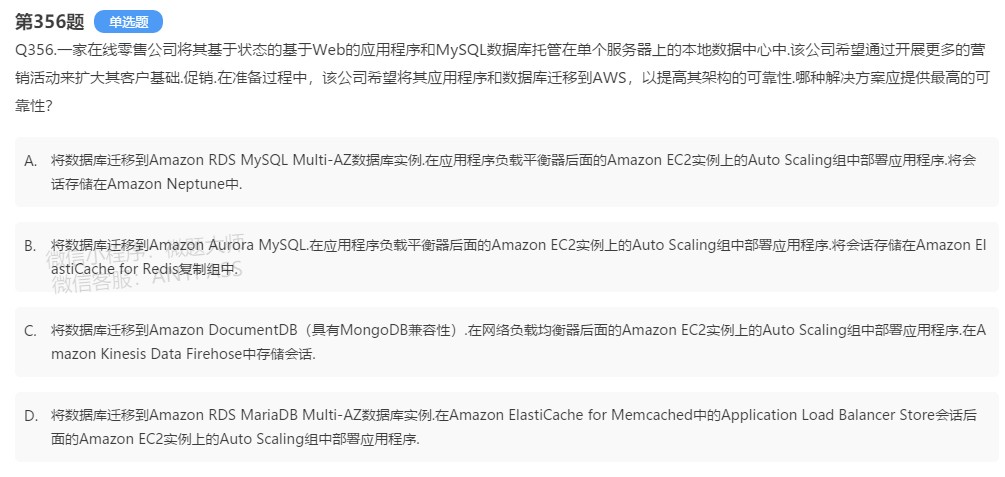 第356题 单选题
Q356.一家在线零售公司将其基于状态的基于Web的应用程序和MySQL数据库托管在单个服务器上的本地数据中心中.该公司希望通过开展更多的营
销活动来扩大其客户基础.促销.在准备过程中，该公司希望将其应用程序和数据库迁移到AWS，以提高其架构的可靠性.哪种解决方案应提供最高的可
靠性?
A. 将数据库迁移到Amazon RDS MySQL Multi-AZ数据库实例.在应用程序负载平衡器后面的Amazon EC2实例上的Auto Scaling组中部署应用程序.将会
话存储在Amazon Neptune中.
B. 将数据库迁移到Amazon Aurora MySQL.在应用程序负载平衡器后面的Amazon EC2实例上的Auto Scaling组中部署应用程序.将会话存储在Amazon El
astiCache for Redis复制组中.
微信小程序：微题大师
微信客服：ANYPASS
C. 将数据库迁移到Amazon DocumentDB（具有MongoDB兼容性）.在网络负载均衡器后面的Amazon EC2实例上的Auto Scaling组中部署应用程序.在A
mazon Kinesis Data Firehose中存储会话.
D. 将数据库迁移到Amazon RDS MariaDB Multi-AZ数据库实例.在Amazon ElastiCache for Memcached中的Application Load Balancer Store会话后
面的Amazon EC2实例上的Auto Scaling组中部署应用程序.